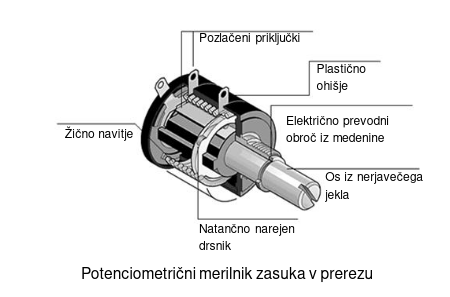 Pozlačeni priključki
Plastično
ohišje
Električno prevodni
obroč iz medenine
Žično navitje
Os iz nerjavečega
jekla
Natančno narejen
drsnik
Potenciometrični merilnik zasuka v prerezu